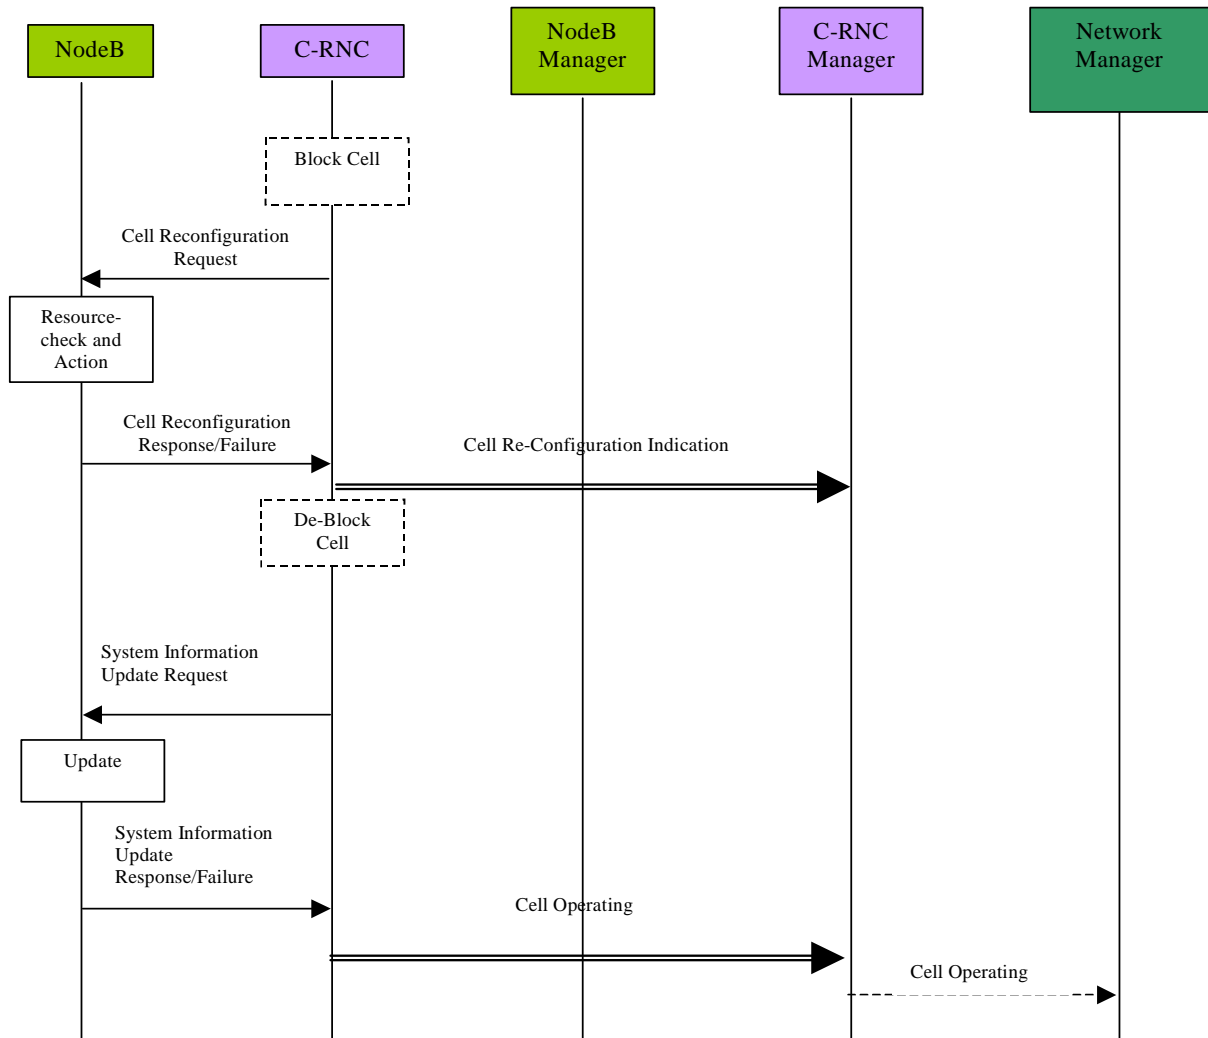 NodeB
C-RNC
NodeB
Manager
C-RNC
Manager
Network
Manager
Block Cell
Cell Reconfiguration
Request
Resource-
check and
Action
Cell Reconfiguration
Response/Failure
Cell Re-Configuration Indication
De-Block
Cell
System Information
Update Request
Update
System Information
Update
Response/Failure
Cell Operating
Cell Operating